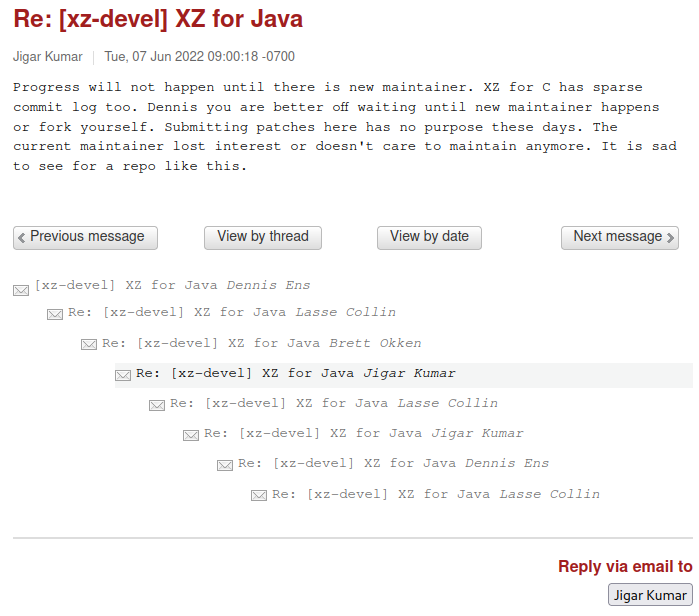 Re: [xz-devel] XZ for Java
Jigar Kumar | Tue, 07 Jun 2022 09:00:18 -0700
Progress will not happen until there is new maintainer. XZ for C has sparse
commit log too. Dennis you are better off waiting until new maintainer happens
or fork yourself. Submitting patches here has no purpose these days. The
current maintainer lost interest or doesn't care to maintain anymore. It is sad
to see for a repo like this.
Previous message View by thread View by date Next message
[xz-devel] XZ for Java Dennis Ens
Re: [xz-devel] XZ for Java Lasse Collin
Re: [xz-devel] XZ for Java Brett Okken
Re: [xz-devel] XZ for Java Jigar Kumar
Re: [xz-devel] XZ for Java Lasse Collin
Re: [xz-devel] XZ for Java Jigar Kumar
Re: [xz-devel] XZ for Java Dennis Ens
Re: [xz-devel] XZ for Java Lasse Collin
Reply via email to
Jigar Kumar